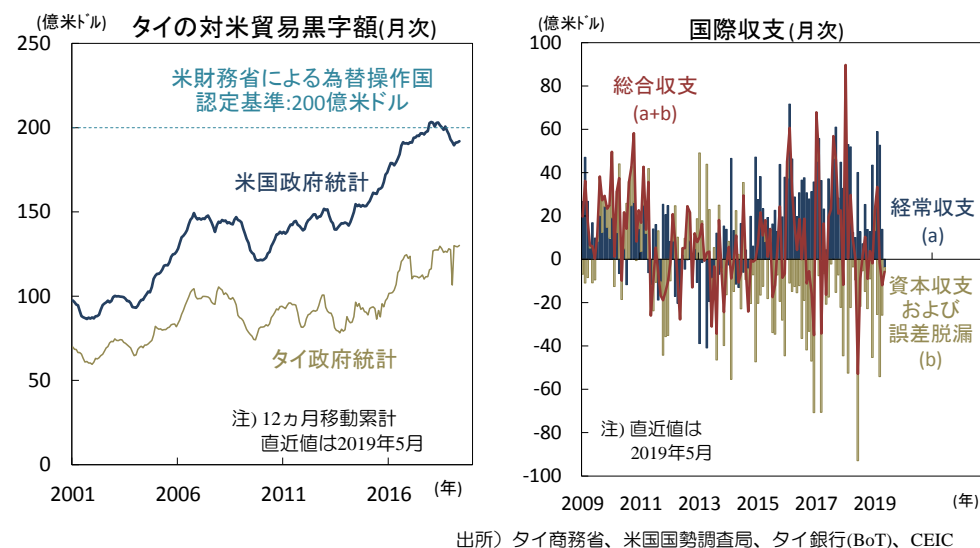 (億米ﾄﾞﾙ)
タイの対米貿易黒字額(月次)
250
200
150
100
50
0
米財務省による為替操作国
認定基準:200億米ドル
米国政府統計
タイ政府統計
注) 12ヵ月移動累計
直近値は2019年5月
2001 2006 2011 2016 (年)
(億米ﾄﾞﾙ)
国際収支(月次)
100
80
60
40
20
0
-20
-40
-60
-80
-100
総合収支
(a+b)
経常収支
(a)
資本収支
および
誤差脱漏
(b)
注) 直近値は
2019年5月
2009 2011 2013 2015 2017 2019 (年)
出所）タイ商務省、米国国勢調査局、タイ銀行(BoT)、CEIC